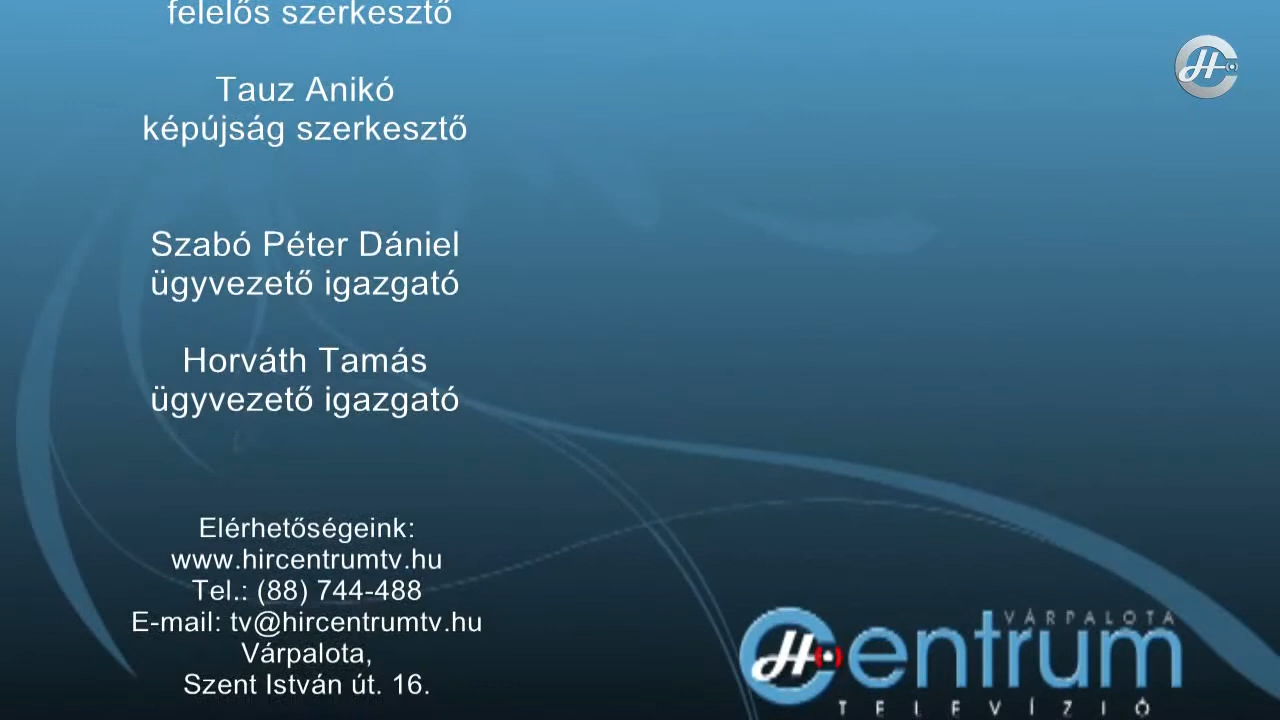 felelős szerkesztő
Tauz Anikó
képújság szerkesztő
Szabó Péter Dániel
ügyvezető igazgató
Horváth Tamás
ügyvezető igazgató
Elérhetőségeink:
www.hircentrumtv.hu
Tel.: (88) 744-488
E-mail: tv@hircentrumtv.hu
Várpalota,
Szent István út. 16.
VÁRPALOTA
HCentrum
TELEVÍZIÓ